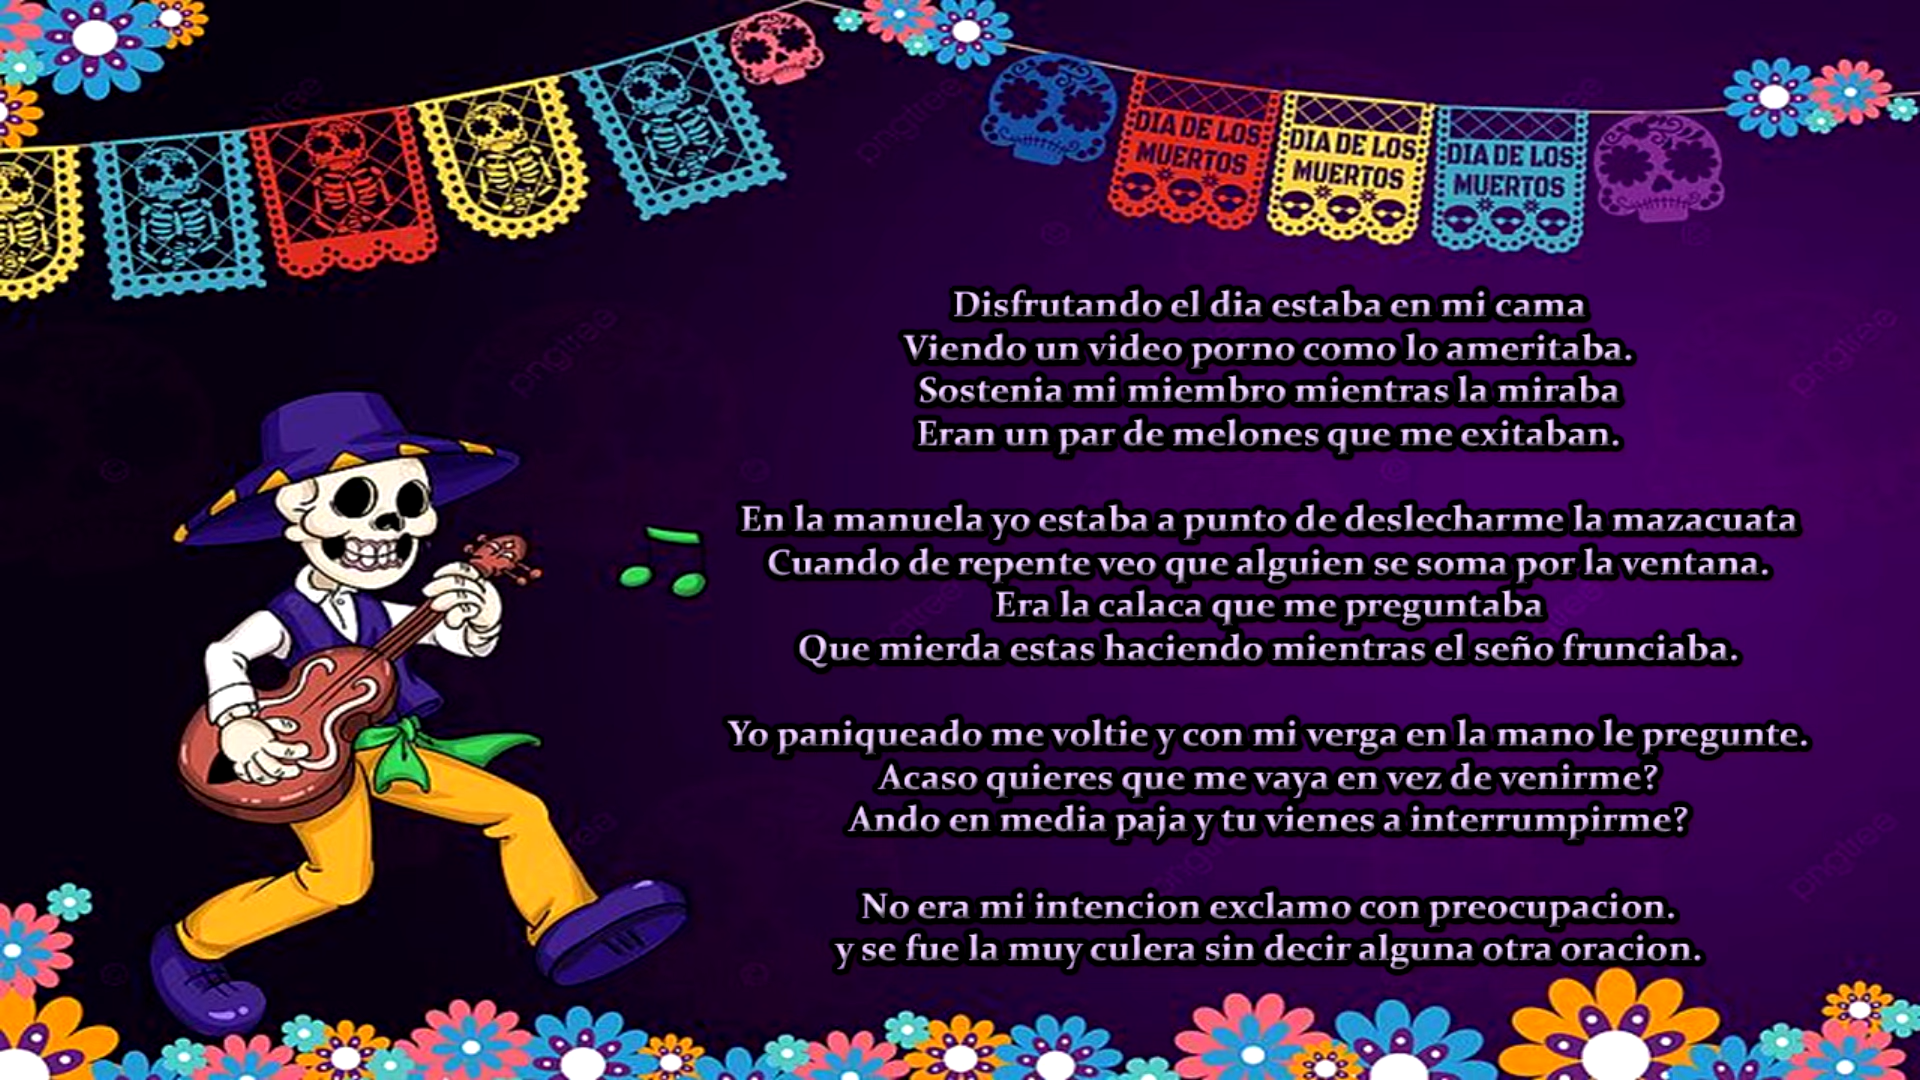 DIA DE LOS
MUERTOS
DIA DE LOS
MUERTOS
DIA DE LOS
MUERTOS
Disfrutando el dia estaba en mi cama
Viendo un video porno como lo ameritaba.
Sostenia mi miembro mientras la miraba
Eran un par de melones que me exitaban.
En la manuela yo estaba a punto de deslecharme la mazacuata
Cuando de repente veo que alguien se soma por la ventana.
Era la calaca que me preguntaba
Que mierda estas haciendo mientras el seño frunciaba.
Yo paniqueado me voltie y con mi verga en la mano le pregunte.
Acaso quieres que me vaya en vez de venirme?
Ando en media paja y tu vienes a interrumpirme?
No era mi intencion exclamo con preocupacion.
y se fue la muy culera sin decir alguna otra oracion.
pngtree
pngtree
pngtree
pngtree